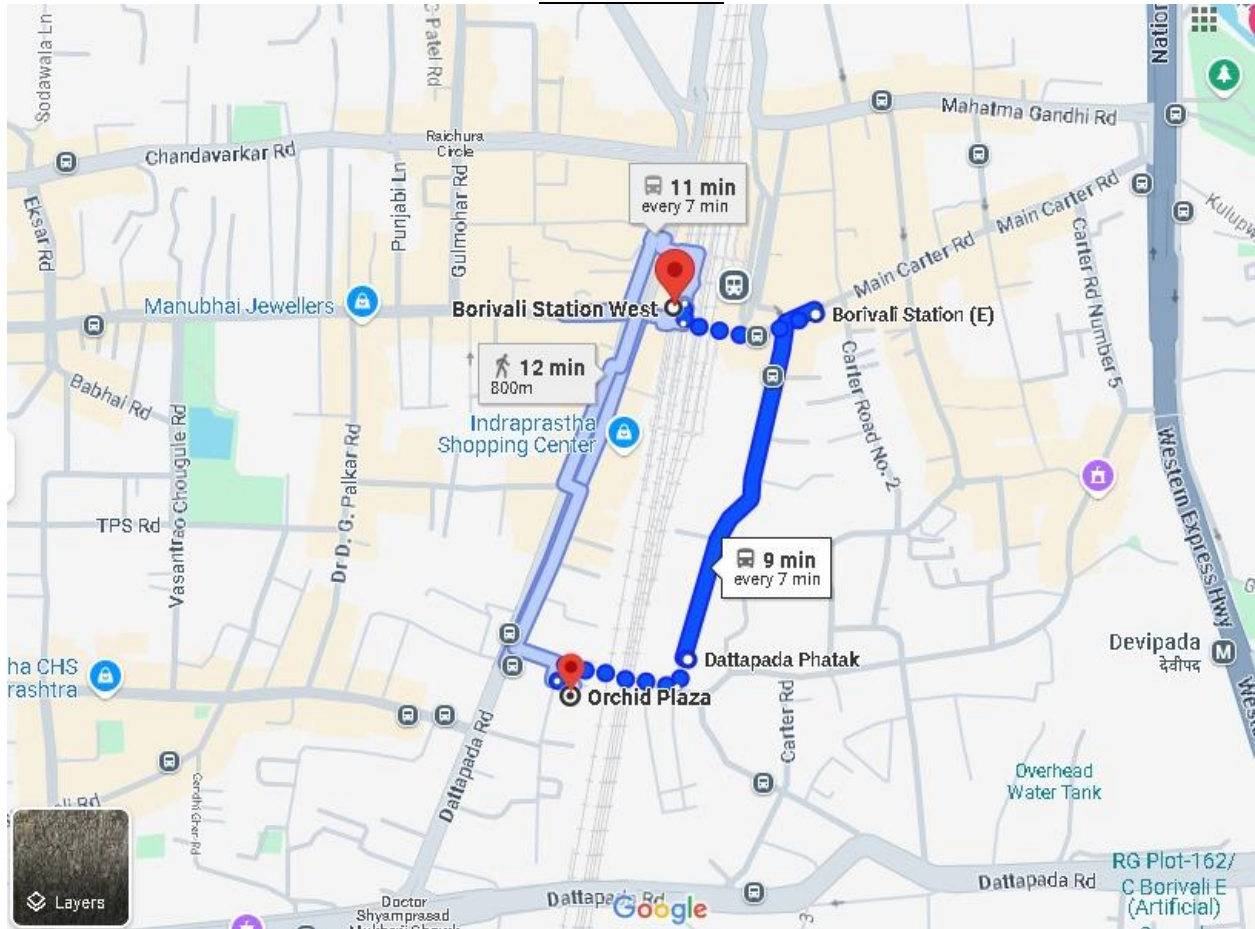 Sodawala Ln
C Patel Rd
Nation
Mahatma Gandhi Rd
Chandavarkar Rd
Raichura
Circle
Punjabi Ln
Gulmohar Rd
Eksar Rd
11 min
every 7 min
Main Carter Rd
Main Carter Rd
Manubhai Jewellers
Borivali Station West
Borivali Station (E)
Carter Rd Number 5
12 min
800m
Babhai Rd
Carter Road No. 2
Indraprastha
Shopping Center
Vasantrao Chougule Rd
Dr D. G. Palkar Rd
TPS Rd
Western Express Hwy
9 min
every 7 min
Devipada
देवीपद
M
ha CHS
rashtra
Dattapada Phatak
Orchid Plaza
Dattapada Rd
Carter Rd
Overhead
Water Tank
Layers
Doctor
Shyamprasad
Dattapada Rd
Google
Dattapada Rd
RG Plot-162/
C Borivali E
(Artificial)